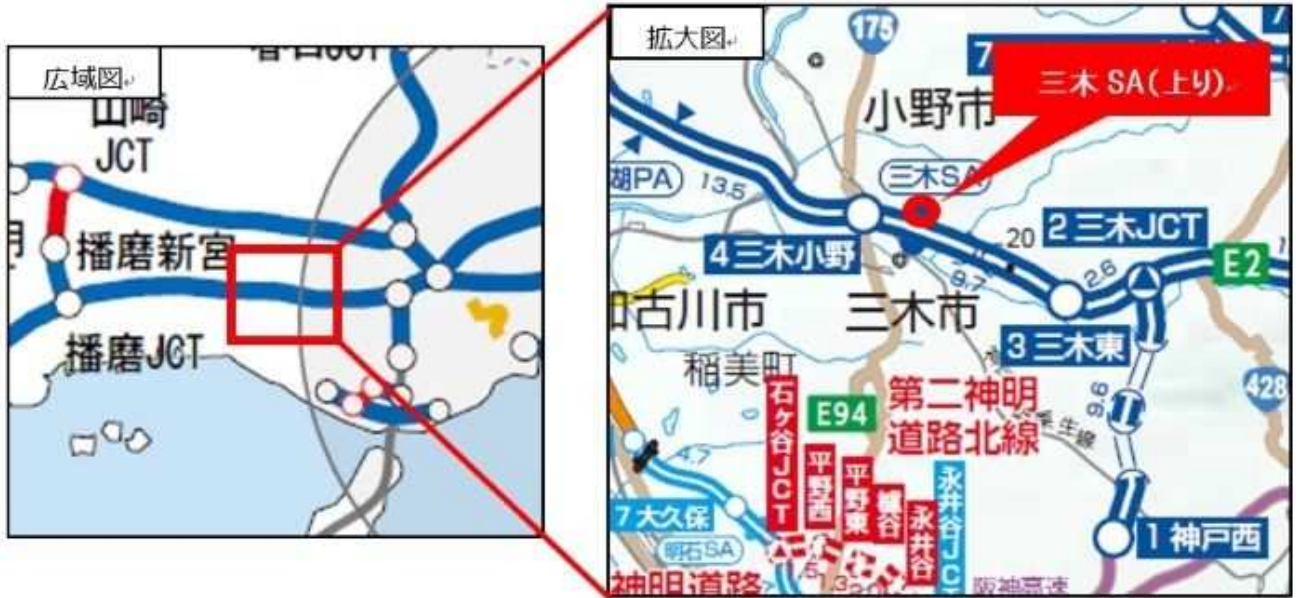 広域図
山崎
JCT
播磨新宮
播磨JCT
拡大図
175
7
小野市
三木 SA(上り)
湖PA
13.5
三木SA
4 三木小野
20
2 三木JCT
9.7
2.6
E2
三木市
3 三木東
稲美町
428
9.6
E94
第二神明
道路北線
石ヶ谷JCT
平野西
平野東
櫨谷
永井谷
永井谷JCT
4.7
7 大久保
明石SA
1 神戸西
神明道路
阪神高速